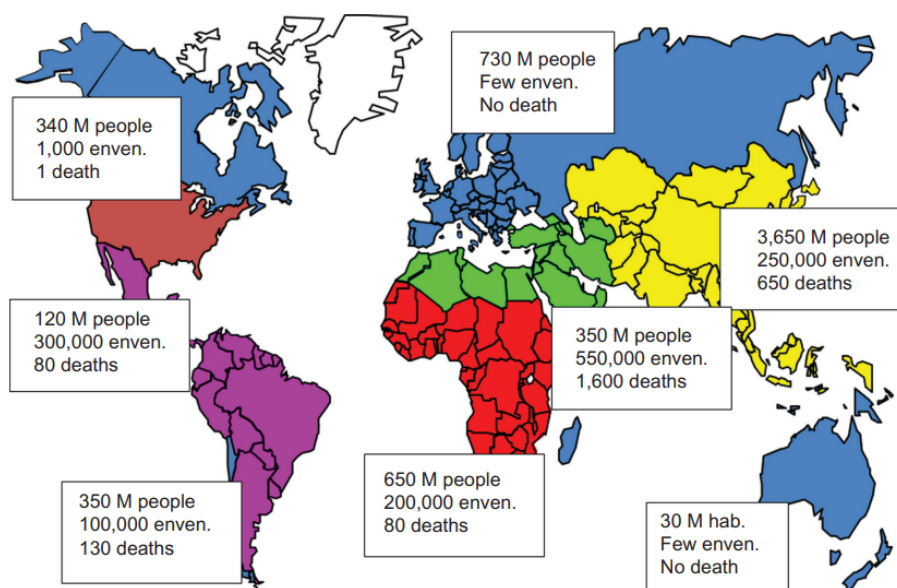 730 M people
Few enven.
No death
340 M people
1,000 enven.
1 death
3,650 M people
250,000 enven.
650 deaths
120 M people
300,000 enven.
80 deaths
350 M people
550,000 enven.
1,600 deaths
650 M people
200,000 enven.
80 deaths
350 M people
100,000 enven.
130 deaths
30 M hab.
Few enven.
No death